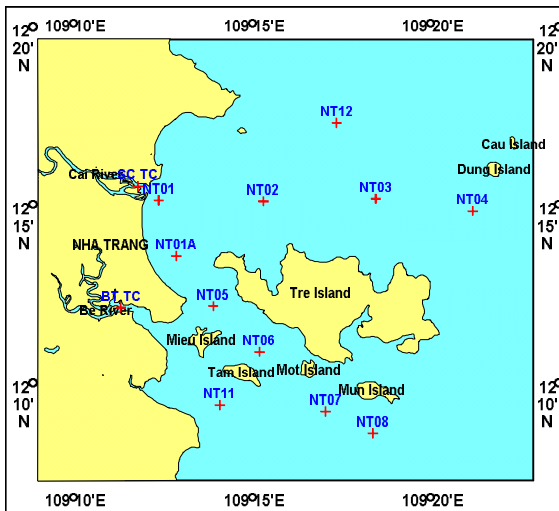 109°10'E
109°15'E
109°20'E
12°
20'
N
12°
20'
N
NT12
Cau Island
Dung Island
SC TC
Cai River
NT01
NT02
NT03
NT04
12°
15'
N
12°
15'
N
NHA TRANG
NT01A
Tre Island
BT TC
Be River
NT05
Mieu Island
NT06
Tam Island
Mot Island
Mun Island
12°
10'
N
12°
10'
N
NT11
NT07
NT08
109°10'E
109°15'E
109°20'E